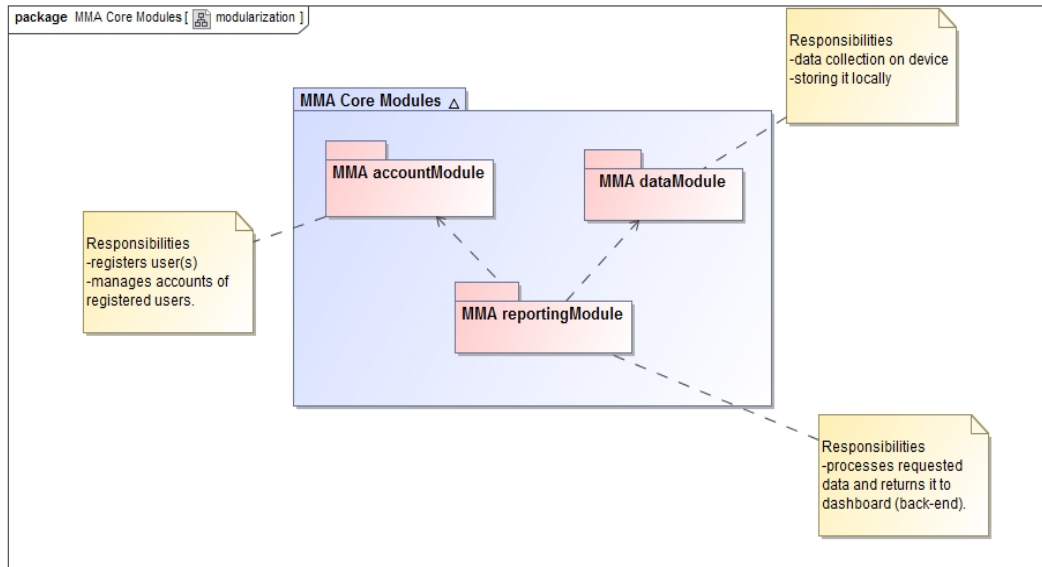 package MMA Core Modules [ modularization ]
Responsibilities
-data collection on device
-storing it locally
MMA Core Modules
MMA accountModule
MMA dataModule
Responsibilities
-registers user(s)
-manages accounts of
registered users.
MMA reportingModule
Responsibilities
-processes requested
data and returns it to
dashboard (back-end).